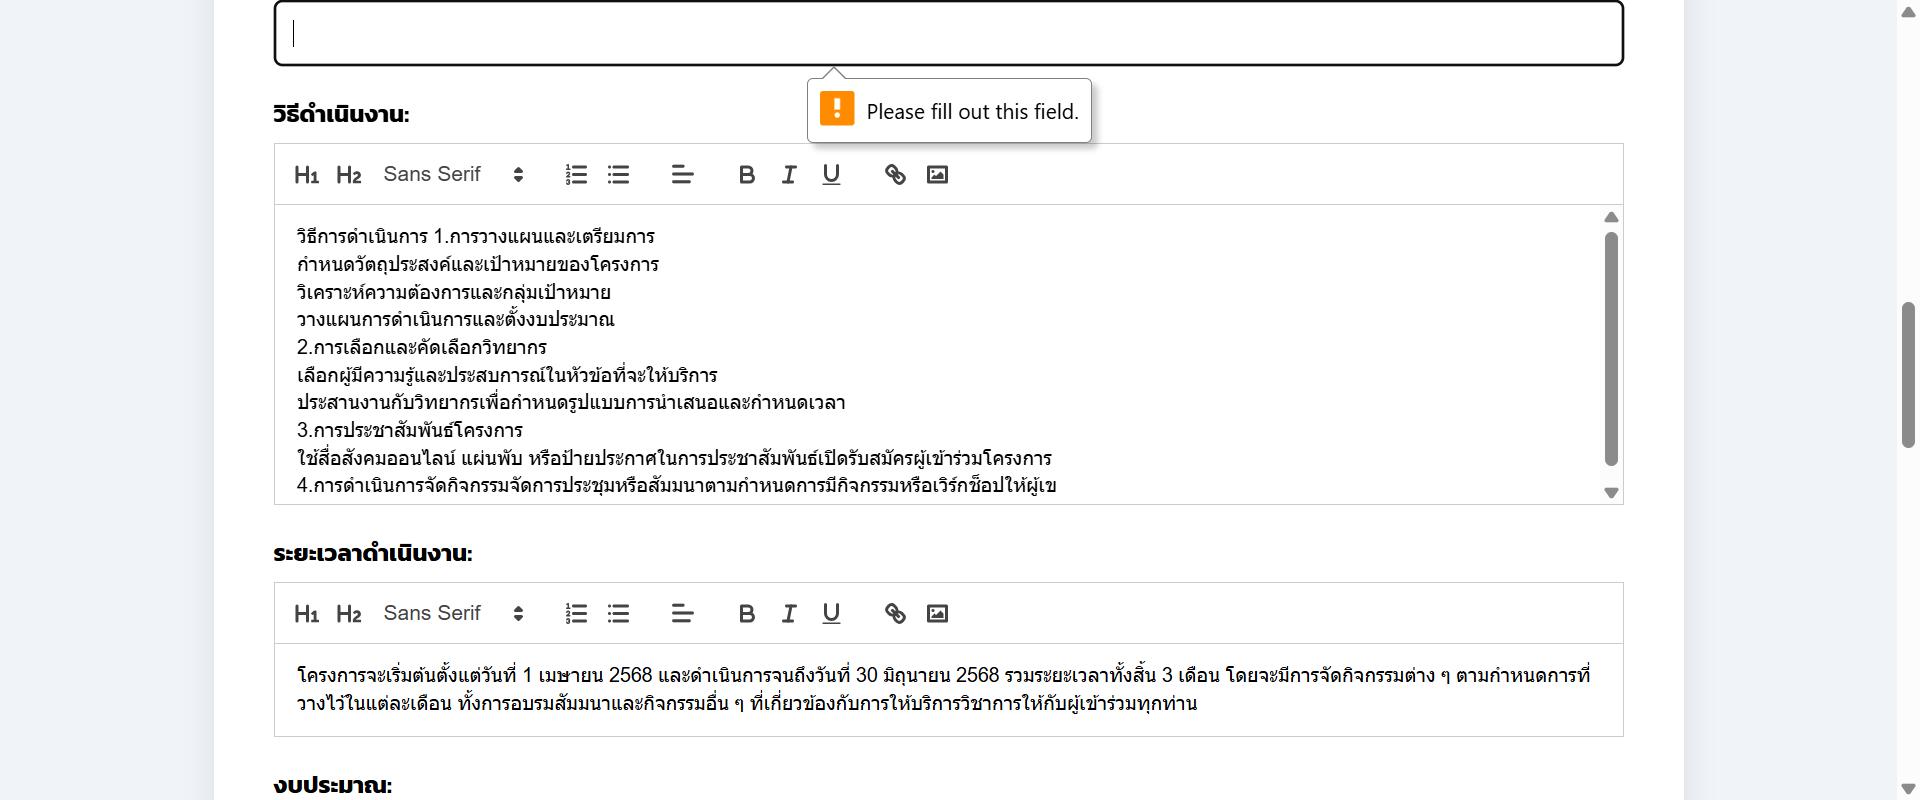 Please fill out this field.
วิธีดำเนินงาน:
H1 H2 Sans Serif B I U
วิธีการดำเนินการ 1.การวางแผนและเตรียมการ
กำหนดวัตถุประสงค์และเป้าหมายของโครงการ
วิเคราะห์ความต้องการและกลุ่มเป้าหมาย
วางแผนการดำเนินการและตั้งงบประมาณ
2.การเลือกและคัดเลือกวิทยากร
เลือกผู้มีความรู้และประสบการณ์ในหัวข้อที่จะให้บริการ
ประสานงานกับวิทยากรเพื่อกำหนดรูปแบบการนำเสนอและกำหนดเวลา
3.การประชาสัมพันธ์โครงการ
ใช้สื่อสังคมออนไลน์ แผ่นพับ หรือป้ายประกาศในการประชาสัมพันธ์เปิดรับสมัครผู้เข้าร่วมโครงการ
4.การดำเนินการจัดกิจกรรมจัดการประชุมหรือสัมมนาตามกำหนดการมีกิจกรรมหรือเวิร์กช็อปให้ผู้เข
ระยะเวลาดำเนินงาน:
H1 H2 Sans Serif B I U
โครงการจะเริ่มต้นตั้งแต่วันที่ 1 เมษายน 2568 และดำเนินการจนถึงวันที่ 30 มิถุนายน 2568 รวมระยะเวลาทั้งสิ้น 3 เดือน โดยจะมีการจัดกิจกรรมต่าง ๆ ตามกำหนดการที่
วางไว้ในแต่ละเดือน ทั้งการอบรมสัมมนาและกิจกรรมอื่น ๆ ที่เกี่ยวข้องกับการให้บริการวิชาการให้กับผู้เข้าร่วมทุกท่าน
งบประมาณ: